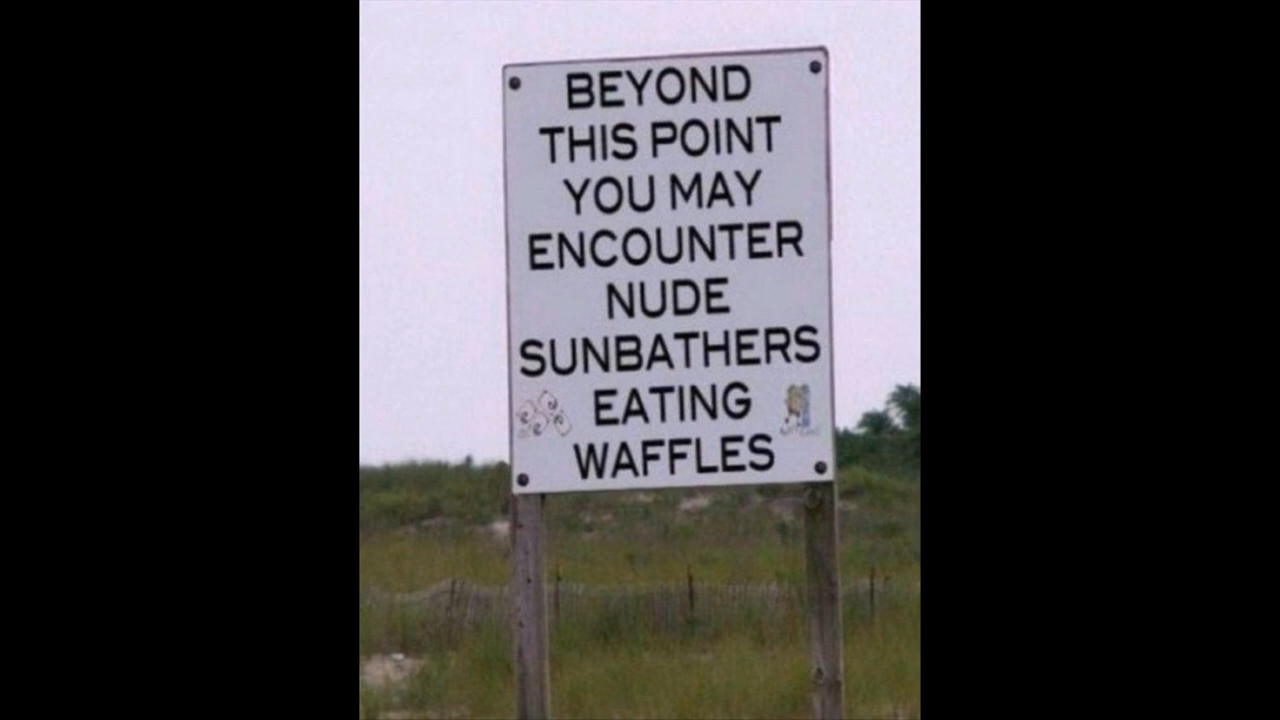 BEYOND
THIS POINT
YOU MAY
ENCOUNTER
NUDE
SUNBATHERS
EATING
WAFFLES